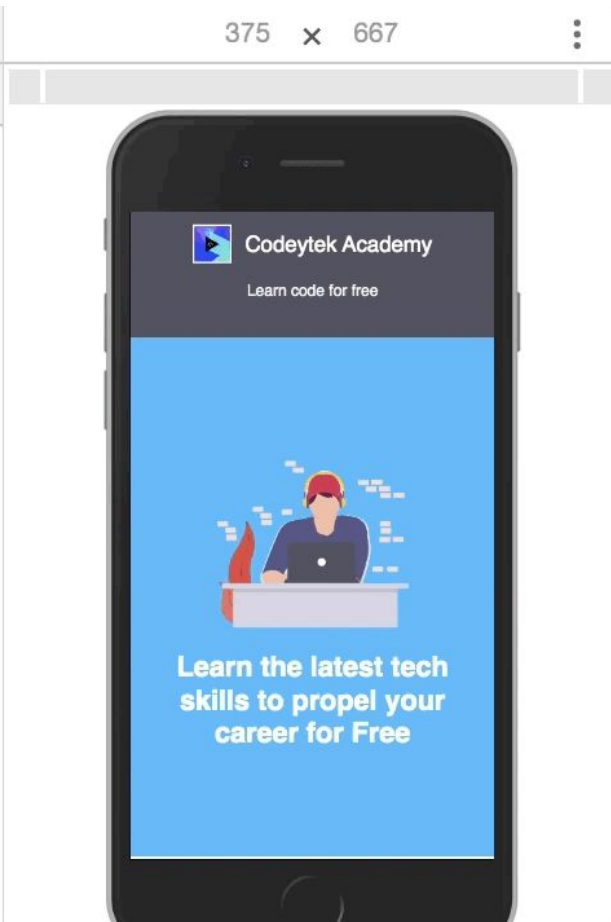 375 × 667
Codeytek Academy
Learn code for free
Learn the latest tech
skills to propel your
career for Free